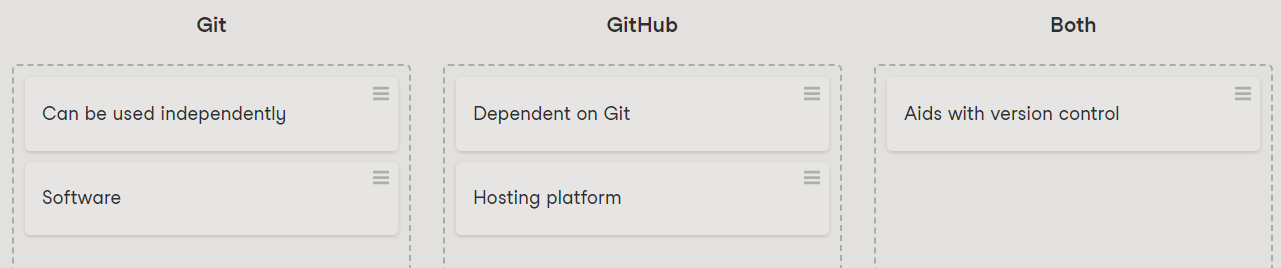 Git
GitHub
Both
Can be used independently
Dependent on Git
Aids with version control
Software
Hosting platform